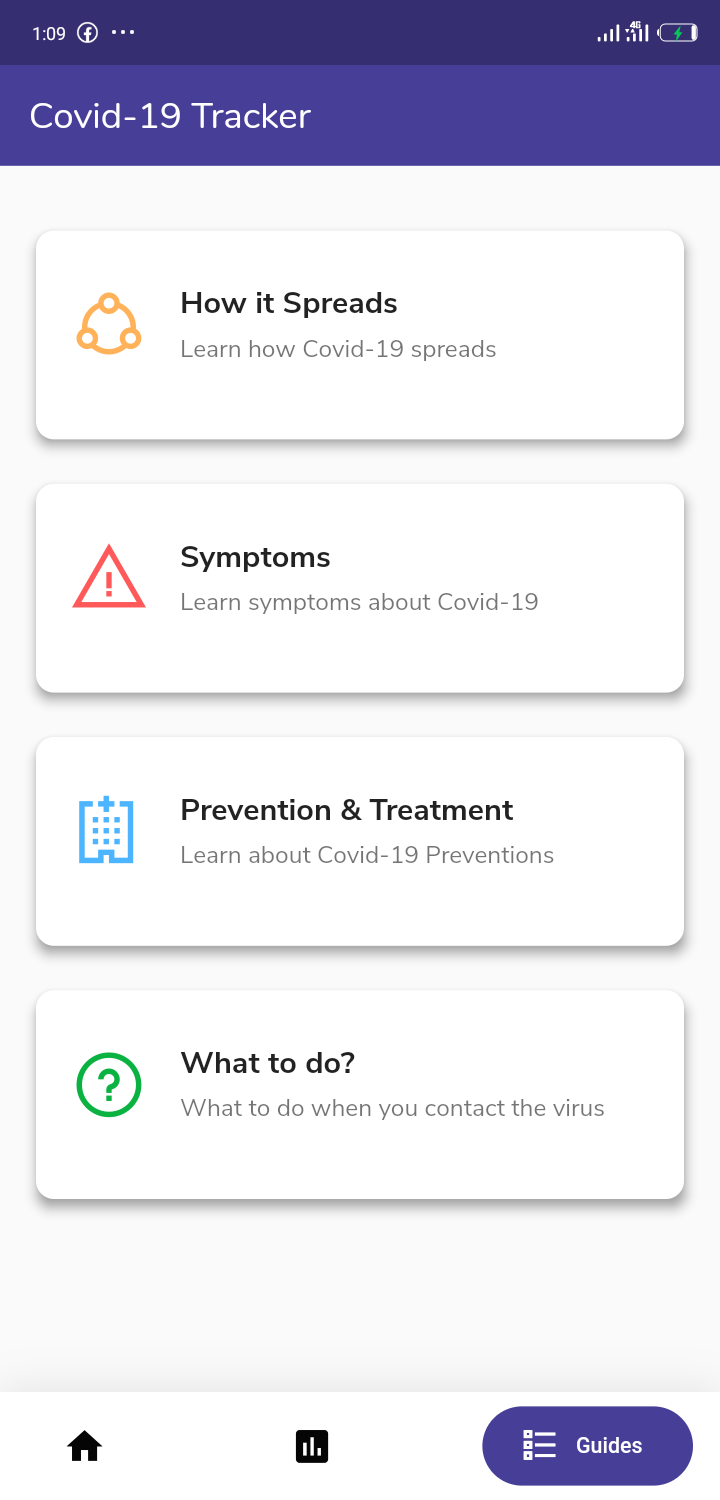 1:09
4G
Covid-19 Tracker
How it Spreads
Learn how Covid-19 spreads
Symptoms
Learn symptoms about Covid-19
Prevention & Treatment
Learn about Covid-19 Preventions
What to do?
What to do when you contact the virus
Guides